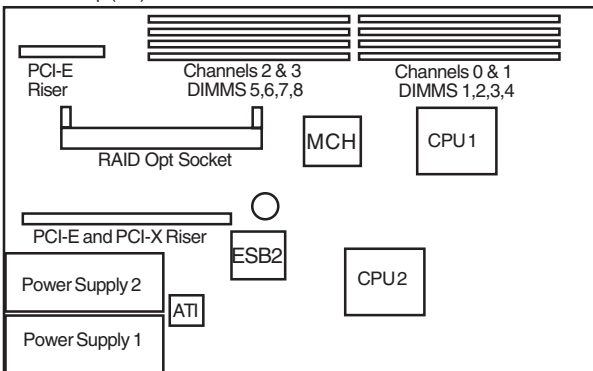 PCI-E
Riser
Channels 2 & 3
DIMMS 5,6,7,8
Channels 0 & 1
DIMMS 1,2,3,4
RAID Opt Socket
MCH
CPU1
PCI-E and PCI-X Riser
ESB2
CPU2
Power Supply 2
ATI
Power Supply 1